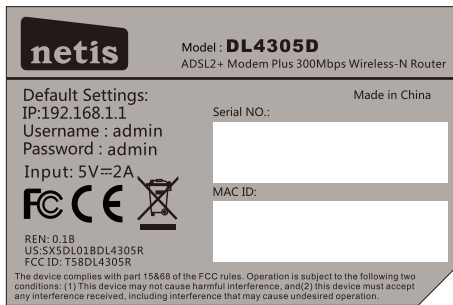 netis
Model : DL4305D
ADSL2+ Modem Plus 300Mbps Wireless-N Router
Default Settings:
IP:192.168.1.1
Username : admin
Password : admin
Input: 5V⎓2A
Made in China
Serial NO.:
MAC ID:
FC CE
REN: 0.1B
US:SX5DL01BDL4305R
FCC ID: T58DL4305R
The device complies with part 15&68 of the FCC rules. Operation is subject to the following two
conditions: (1) This device may not cause harmful interference, and(2) this device must accept
any interference received, including interference that may cause undesired operation.